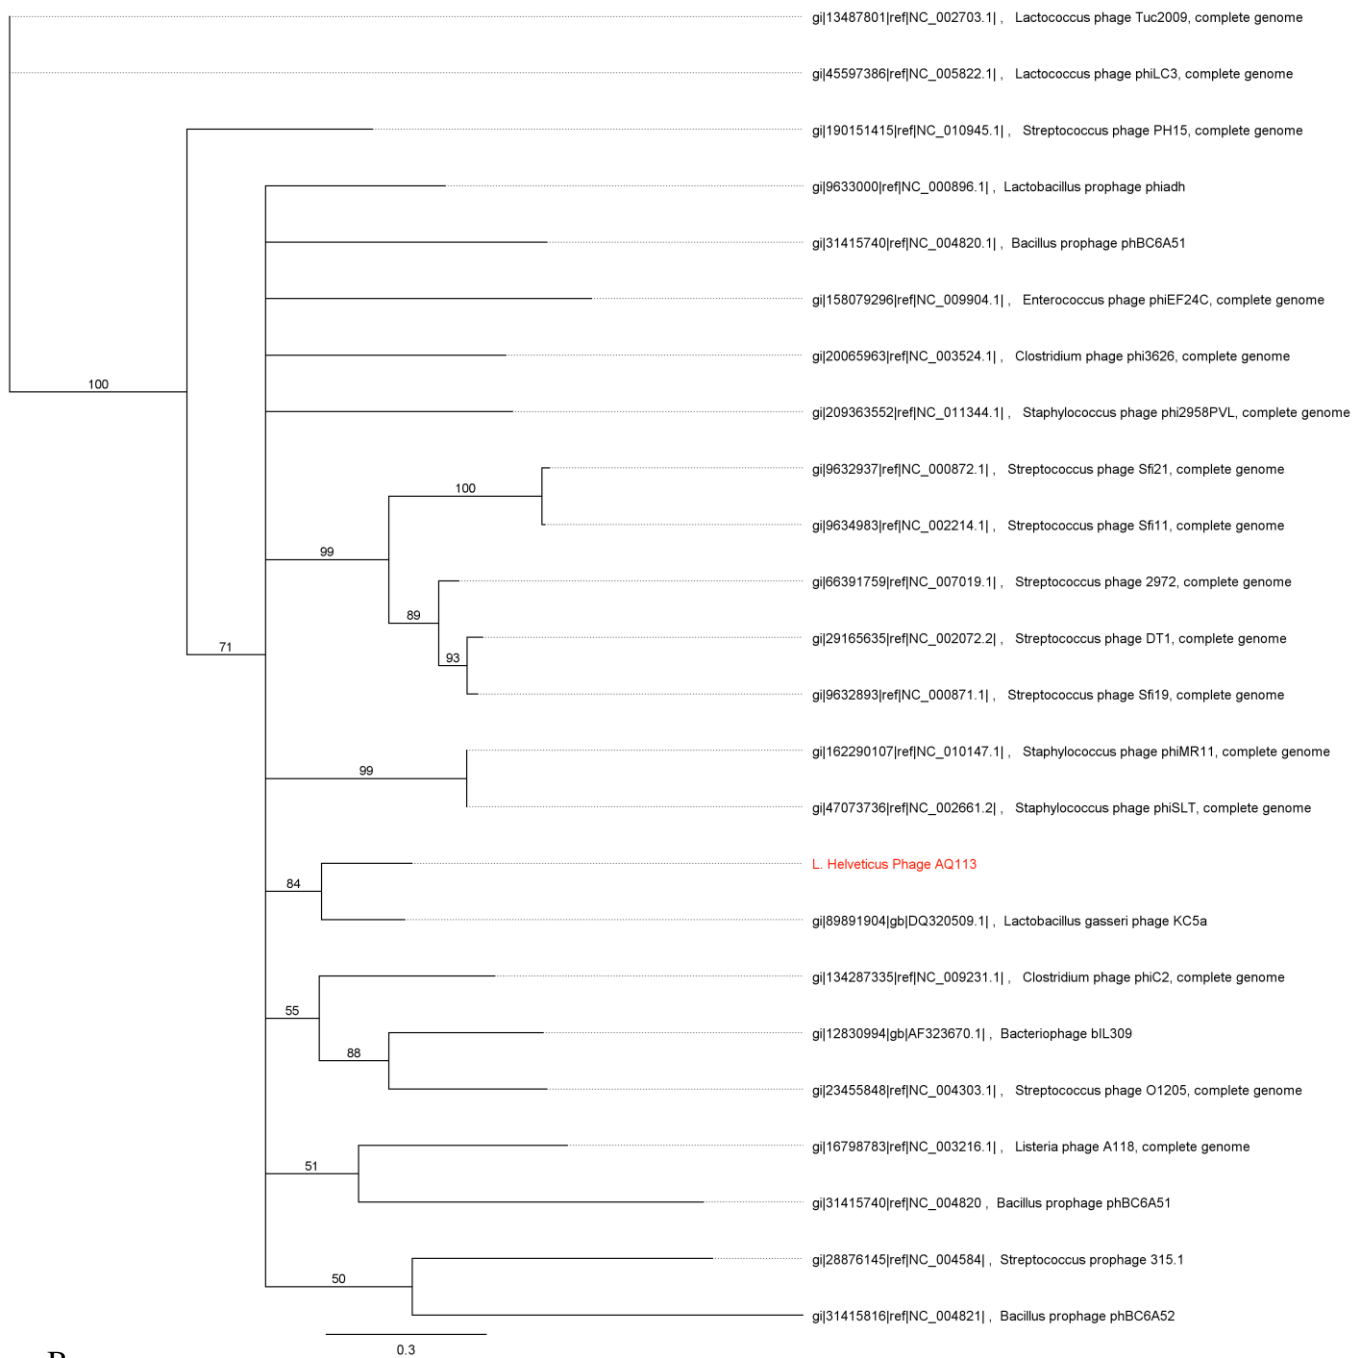 gi|13487801|ref|NC_002703.1| , Lactococcus phage Tuc2009, complete genome
gi|45597386|ref|NC_005822.1| , Lactococcus phage phiLC3, complete genome
gi|190151415|ref|NC_010945.1| , Streptococcus phage PH15, complete genome
gi|9633000|ref|NC_000896.1| , Lactobacillus prophage phiadh
gi|31415740|ref|NC_004820.1| , Bacillus prophage phBC6A51
gi|158079296|ref|NC_009904.1| , Enterococcus phage phiEF24C, complete genome
gi|20065963|ref|NC_003524.1| , Clostridium phage phi3626, complete genome
100
gi|209363552|ref|NC_011344.1| , Staphylococcus phage phi2958PVL, complete genome
gi|9632937|ref|NC_000872.1| , Streptococcus phage Sfi21, complete genome
100
gi|9634983|ref|NC_002214.1| , Streptococcus phage Sfi11, complete genome
99
gi|66391759|ref|NC_007019.1| , Streptococcus phage 2972, complete genome
89
gi|29165635|ref|NC_002072.2| , Streptococcus phage DT1, complete genome
71
93
gi|9632893|ref|NC_000871.1| , Streptococcus phage Sfi19, complete genome
gi|162290107|ref|NC_010147.1| , Staphylococcus phage phiMR11, complete genome
99
gi|47073736|ref|NC_002661.2| , Staphylococcus phage phiSLT, complete genome
L. Helveticus Phage AQ113
84
gi|89891904|gb|DQ320509.1| , Lactobacillus gasseri phage KC5a
gi|134287335|ref|NC_009231.1| , Clostridium phage phiC2, complete genome
55
gi|12830994|gb|AF323670.1| , Bacteriophage bIL309
88
gi|23455848|ref|NC_004303.1| , Streptococcus phage O1205, complete genome
gi|16798783|ref|NC_003216.1| , Listeria phage A118, complete genome
51
gi|31415740|ref|NC_004820 , Bacillus prophage phBC6A51
gi|28876145|ref|NC_004584| , Streptococcus prophage 315.1
50
gi|31415816|ref|NC_004821| , Bacillus prophage phBC6A52
0.3